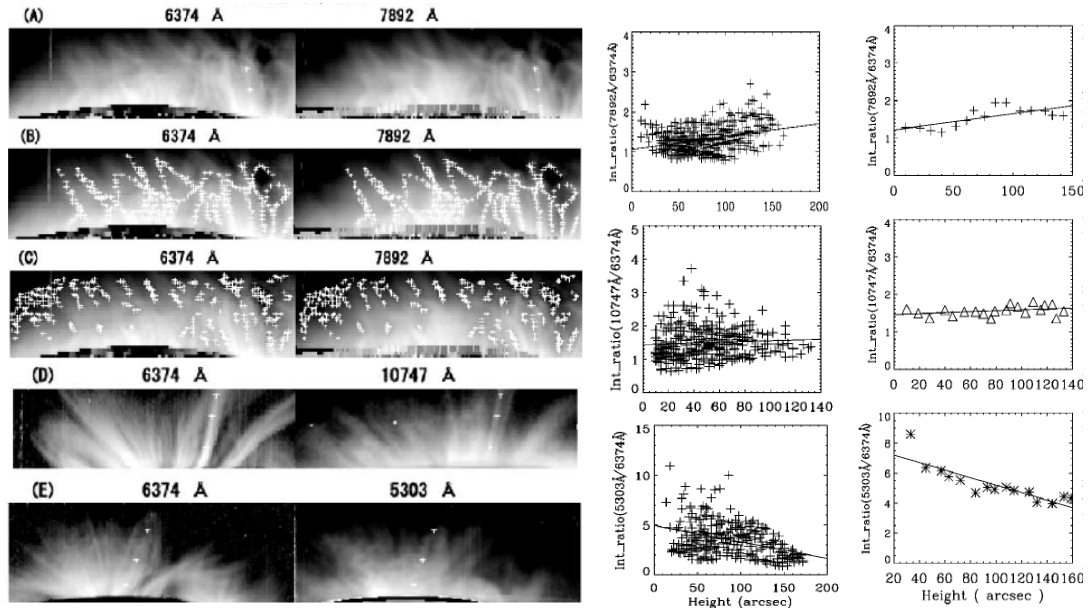 (A) 6374 Å 7892 Å
(B) 6374 Å 7892 Å
(C) 6374 Å 7892 Å
(D) 6374 Å 10747 Å
(E) 6374 Å 5303 Å
Int_ratio(7892Å/6374Å)
4
3
2
1
0
0 50 100 150 200
Int_ratio(7892Å/6374Å)
4
3
2
1
0
0 50 100 150
Int_ratio(10747Å/6374Å)
5
4
3
2
1
0
0 20 40 60 80 100 120 140
Int_ratio(10747Å/6374Å)
4
3
2
1
0
20 40 60 80 100 120 140
Int_ratio(5303Å/6374Å)
15
10
5
0
0 50 100 150 200
Height (arcsec)
Int_ratio(5303Å/6374Å)
10
8
6
4
2
0
20 40 60 80 100 120 140 160
Height ( arcsec)